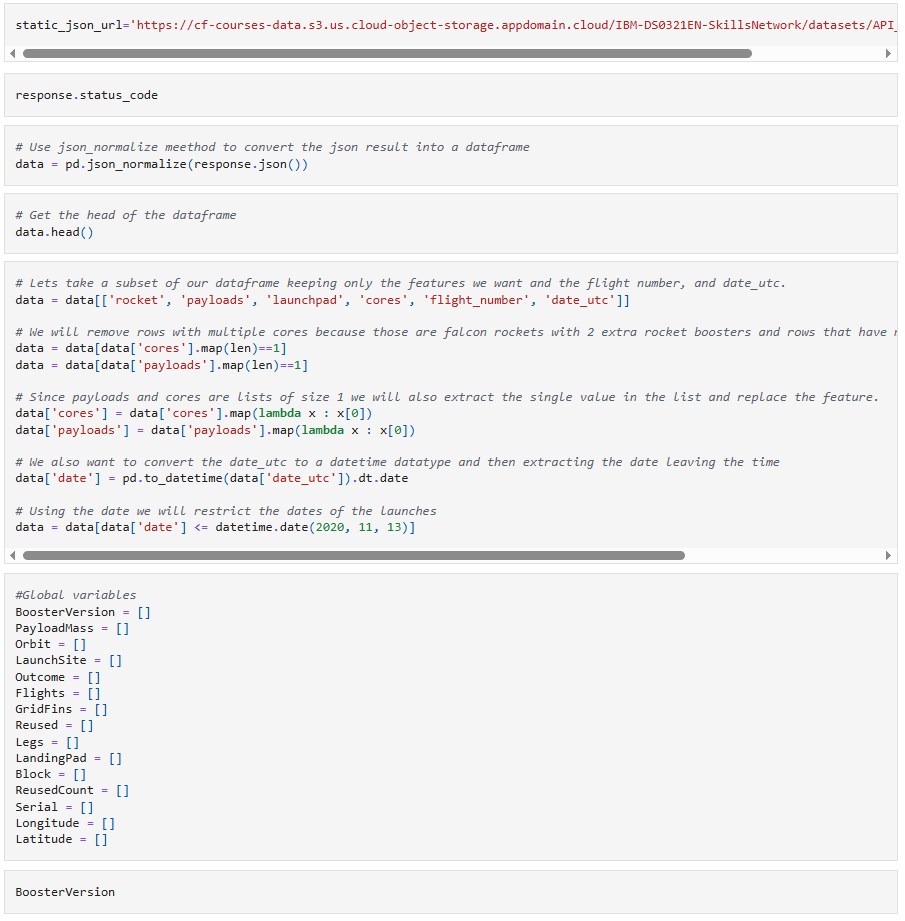 static_json_url='https://cf-courses-data.s3.us.cloud-object-storage.appdomain.cloud/IBM-DS0321EN-SkillsNetwork/datasets/API_
response.status_code
# Use json_normalize meethod to convert the json result into a dataframe
data = pd.json_normalize(response.json())
# Get the head of the dataframe
data.head()
# Lets take a subset of our dataframe keeping only the features we want and the flight number, and date_utc.
data = data[['rocket', 'payloads', 'launchpad', 'cores', 'flight_number', 'date_utc']]
# We will remove rows with multiple cores because those are falcon rockets with 2 extra rocket boosters and rows that have
data = data[data['cores'].map(len)==1]
data = data[data['payloads'].map(len)==1]
# Since payloads and cores are lists of size 1 we will also extract the single value in the list and replace the feature.
data['cores'] = data['cores'].map(lambda x : x[0])
data['payloads'] = data['payloads'].map(lambda x : x[0])
# We also want to convert the date_utc to a datetime datatype and then extracting the date leaving the time
data['date'] = pd.to_datetime(data['date_utc']).dt.date
# Using the date we will restrict the dates of the launches
data = data[data['date'] <= datetime.date(2020, 11, 13)]
#Global variables
BoosterVersion = []
PayloadMass = []
Orbit = []
LaunchSite = []
Outcome = []
Flights = []
GridFins = []
Reused = []
Legs = []
LandingPad = []
Block = []
ReusedCount = []
Serial = []
Longitude = []
Latitude = []
BoosterVersion